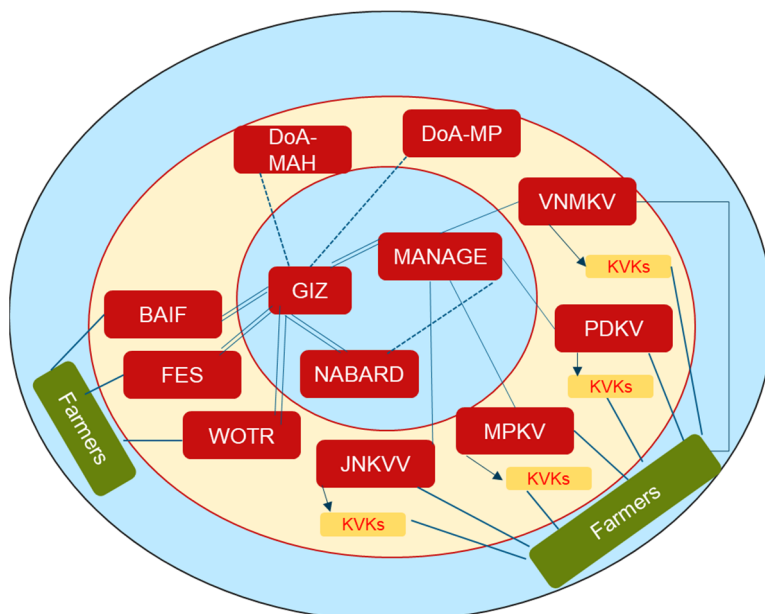 DoA-
MAH
DoA-MP
VNMKV
MANAGE
KVKs
GIZ
BAIF
PDKV
FES
NABARD
KVKs
Farmers
WOTR
MPKV
JNKVV
KVKs
Farmers
KVKs